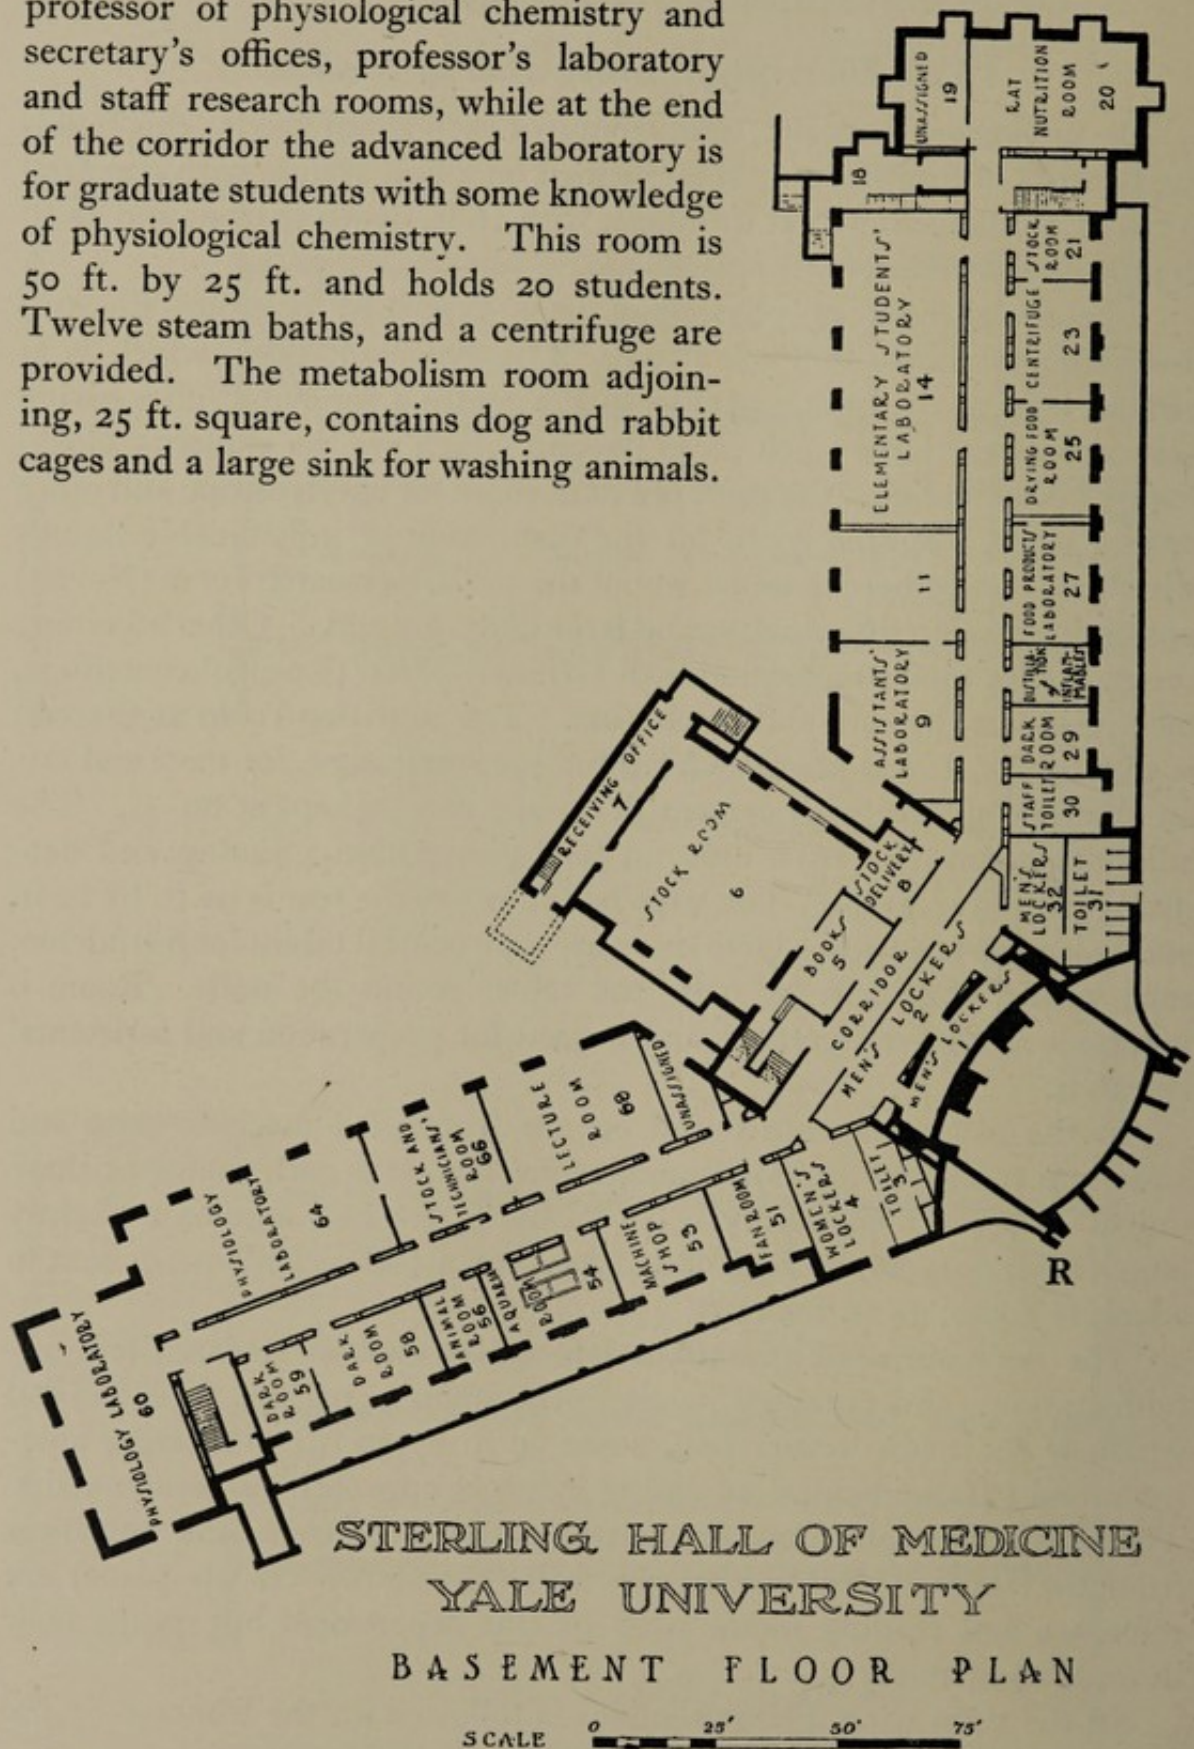 professor of physiological chemistry and
secretary's offices, professor's laboratory
and staff research rooms, while at the end
of the corridor the advanced laboratory is
for graduate students with some knowledge
of physiological chemistry. This room is
50 ft. by 25 ft. and holds 20 students.
Twelve steam baths, and a centrifuge are
provided. The metabolism room adjoin-
ing, 25 ft. square, contains dog and rabbit
cages and a large sink for washing animals.
UNASSIGNED
19
RAT
NUTRITION
ROOM
20
18
ELEMENTARY STUDENTS'
LABORATORY
14
STOCK
ROOM
21
CENTRIFUGE
23
DRYING FOOD
ROOM
25
11
FOOD PRODUCTS'
LABORATORY
27
DISTILLA-
TION
&
INFLAM-
MABLES
ASSISTANTS'
LABORATORY
9
DARK
ROOM
29
STAFF
TOILET
30
MEN'S
LOCKERS
32
TOILET
31
RECEIVING OFFICE
7
STOCK ROOM
6
STOCK
DELIVERY
8
BOOKS
5
CORRIDOR
MEN'S LOCKERS
2
MEN'S LOCKERS
1
UNASSIGNED
LECTURE
ROOM
68
STOCK AND
TECHNICIANS'
ROOM
66
PHYSIOLOGY
LABORATORY
64
TOILET
3
WOMEN'S
LOCKERS
4
FAN ROOM
51
MACHINE
SHOP
53
AQUARIUM
ROOM
54
ANIMAL
ROOM
56
DARK
ROOM
58
DARK
ROOM
59
PHYSIOLOGY LABORATORY
60
R
STERLING HALL OF MEDICINE
YALE UNIVERSITY
BASEMENT FLOOR PLAN
SCALE 0 25' 50' 75'